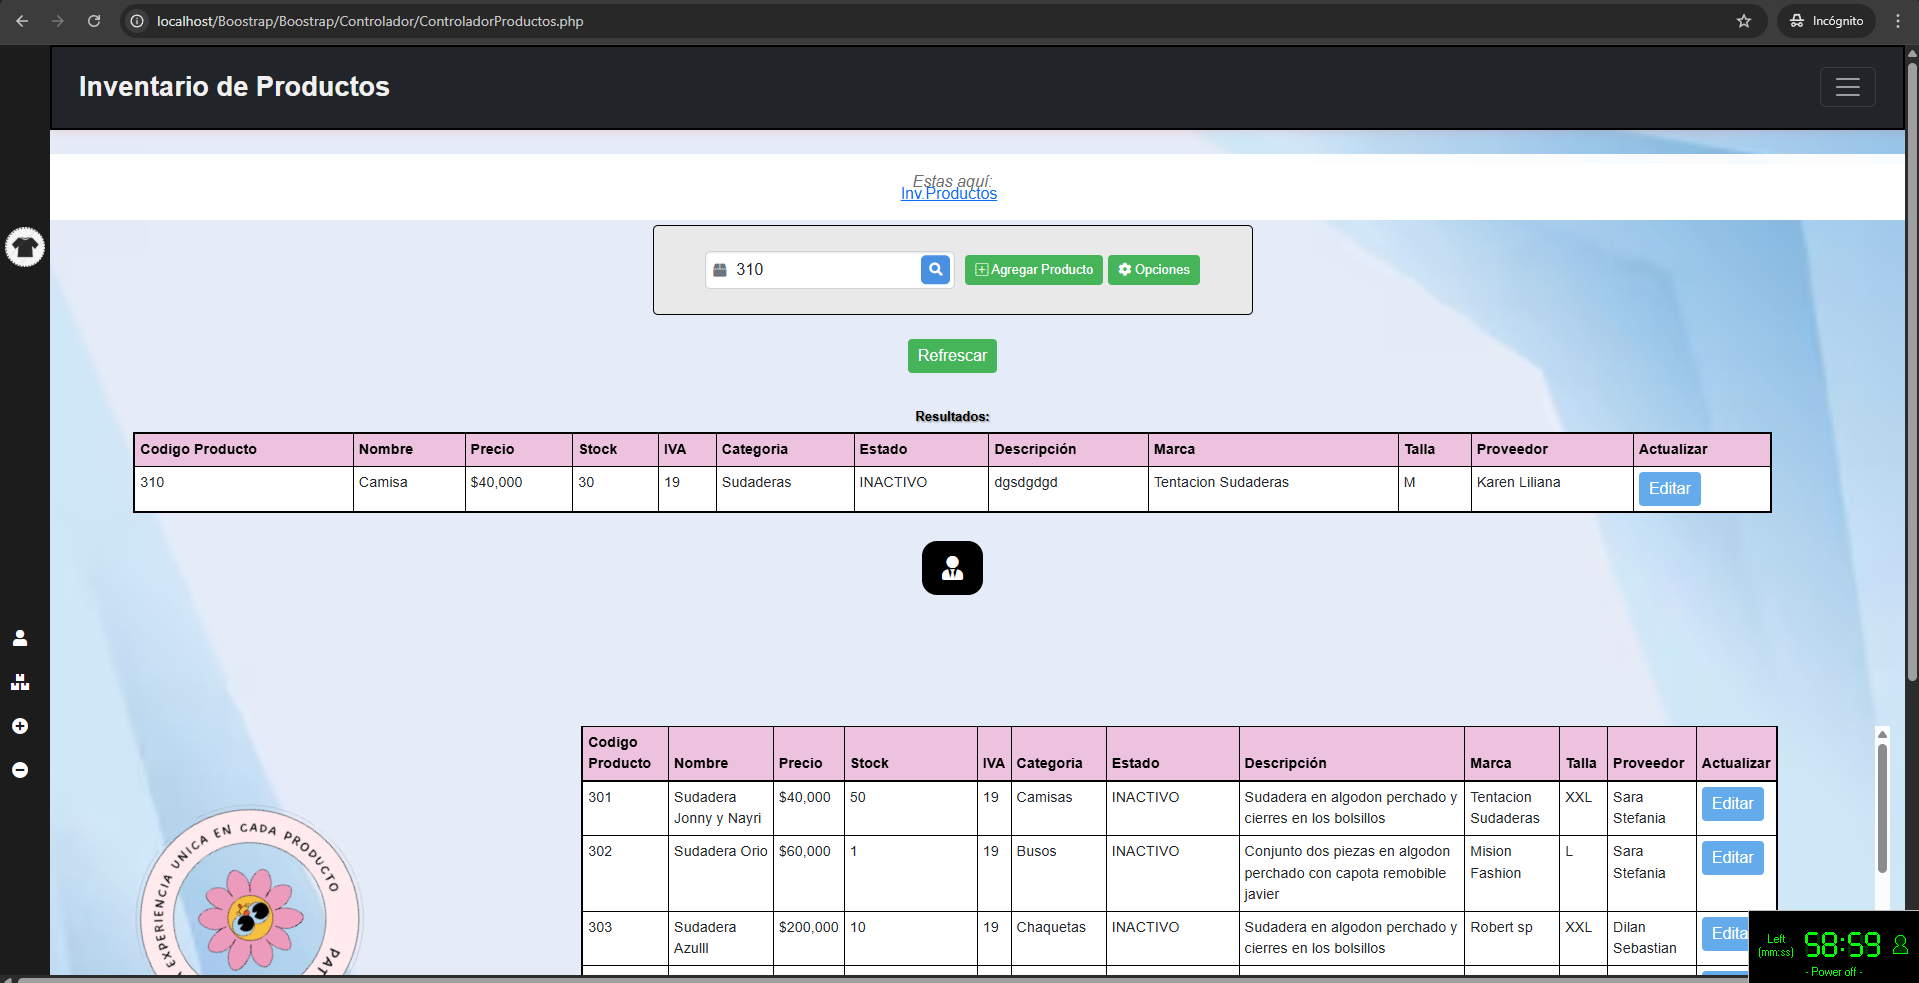 localhost/Boostrap/Boostrap/Controlador/ControladorProductos.php
Incógnito
Inventario de Productos
Estas aquí:
Inv.Productos
310
Agregar Producto
Opciones
Refrescar
Resultados:
Codigo Producto Nombre Precio Stock IVA Categoria Estado Descripción Marca Talla Proveedor Actualizar
310 Camisa $40,000 30 19 Sudaderas INACTIVO dgsdgdgd Tentacion Sudaderas M Karen Liliana Editar
Codigo
Producto Nombre Precio Stock IVA Categoria Estado Descripción Marca Talla Proveedor Actualizar
301 Sudadera $40,000 50 19 Camisas INACTIVO Sudadera en algodon perchado y Tentacion XXL Sara Editar
Jonny y Nayri cierres en los bolsillos Sudaderas Stefania
302 Sudadera Orio $60,000 1 19 Busos INACTIVO Conjunto dos piezas en algodon Mision L Sara Editar
perchado con capota remobible Fashion Stefania
javier
303 Sudadera $200,000 10 19 Chaquetas INACTIVO Sudadera en algodon perchado y Robert sp XXL Dilan Edita
Azulll cierres en los bolsillos Sebastian
EXPERIENCIA UNICA EN CADA PRODUCTO
PAT
Left
(mm:ss)
58:59
- Power off -